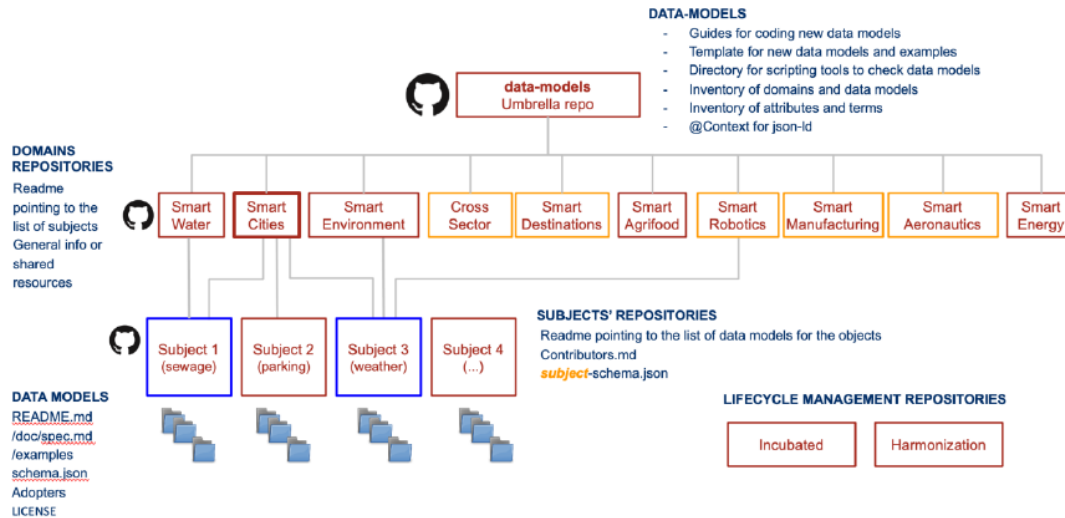 DATA-MODELS
- Guides for coding new data models
- Template for new data models and examples
- Directory for scripting tools to check data models
- Inventory of domains and data models
- Inventory of attributes and terms
- @Context for json-ld
data-models
Umbrella repo
DOMAINS
REPOSITORIES
Readme
pointing to the
list of subjects
General info or
shared
resources
Smart
Water
Smart
Cities
Smart
Environment
Cross
Sector
Smart
Destinations
Smart
Agrifood
Smart
Robotics
Smart
Manufacturing
Smart
Aeronautics
Smart
Energy
Subject 1
(sewage)
Subject 2
(parking)
Subject 3
(weather)
Subject 4
(...)
SUBJECTS' REPOSITORIES
Readme pointing to the list of data models for the objects
Contributors.md
subject-schema.json
DATA MODELS
README.md
/doc/spec.md
/examples
schema.json
Adopters
LICENSE
LIFECYCLE MANAGEMENT REPOSITORIES
Incubated
Harmonization